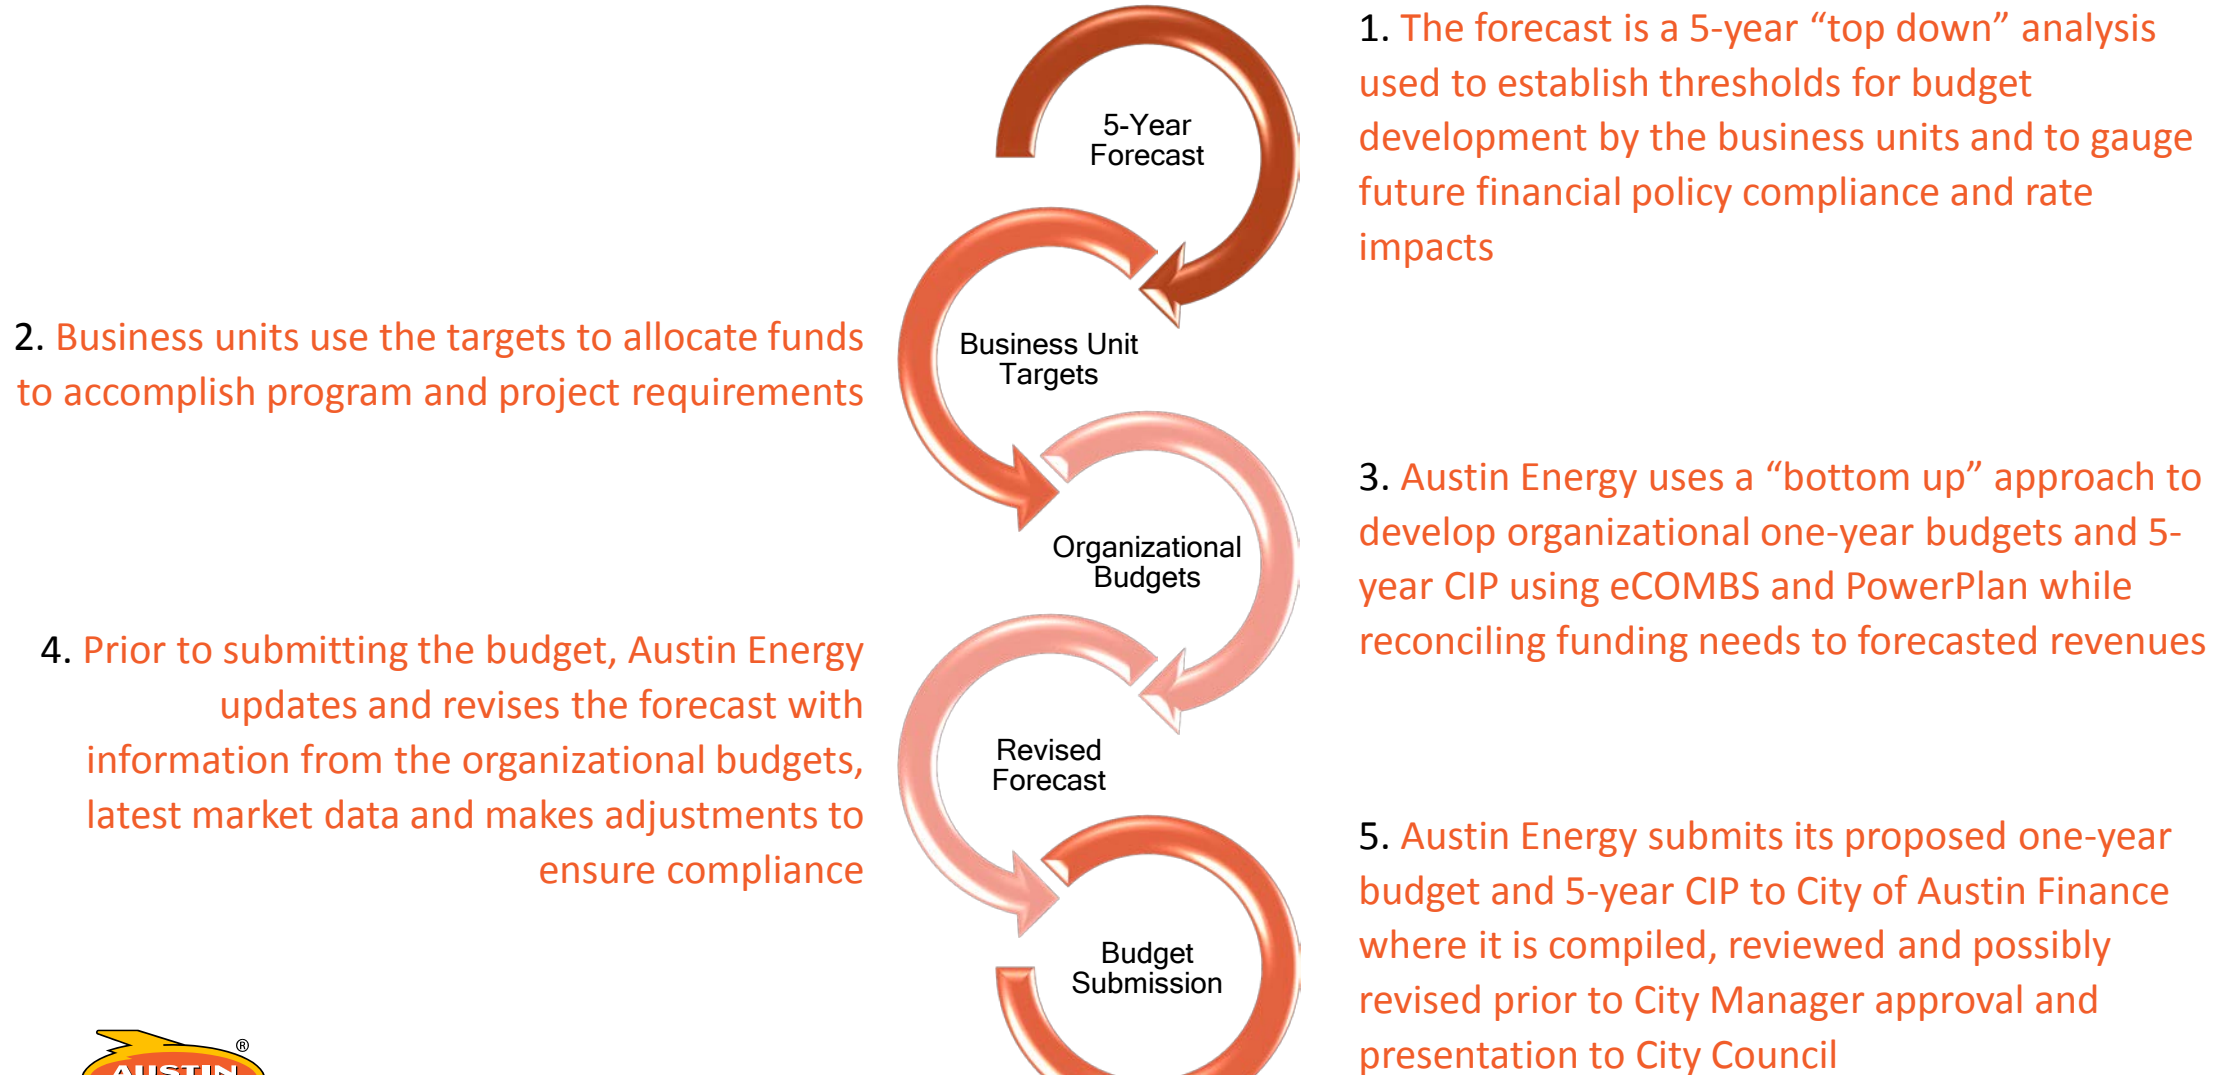 1. The forecast is a 5-year “top down” analysis
used to establish thresholds for budget
development by the business units and to gauge
future financial policy compliance and rate
impacts
5-Year
Forecast
2. Business units use the targets to allocate funds
to accomplish program and project requirements
Business Unit
Targets
3. Austin Energy uses a “bottom up” approach to
develop organizational one-year budgets and 5-
year CIP using eCOMBS and PowerPlan while
reconciling funding needs to forecasted revenues
Organizational
Budgets
4. Prior to submitting the budget, Austin Energy
updates and revises the forecast with
information from the organizational budgets,
latest market data and makes adjustments to
ensure compliance
Revised
Forecast
5. Austin Energy submits its proposed one-year
budget and 5-year CIP to City of Austin Finance
where it is compiled, reviewed and possibly
revised prior to City Manager approval and
presentation to City Council
Budget
Submission
AUSTIN
®